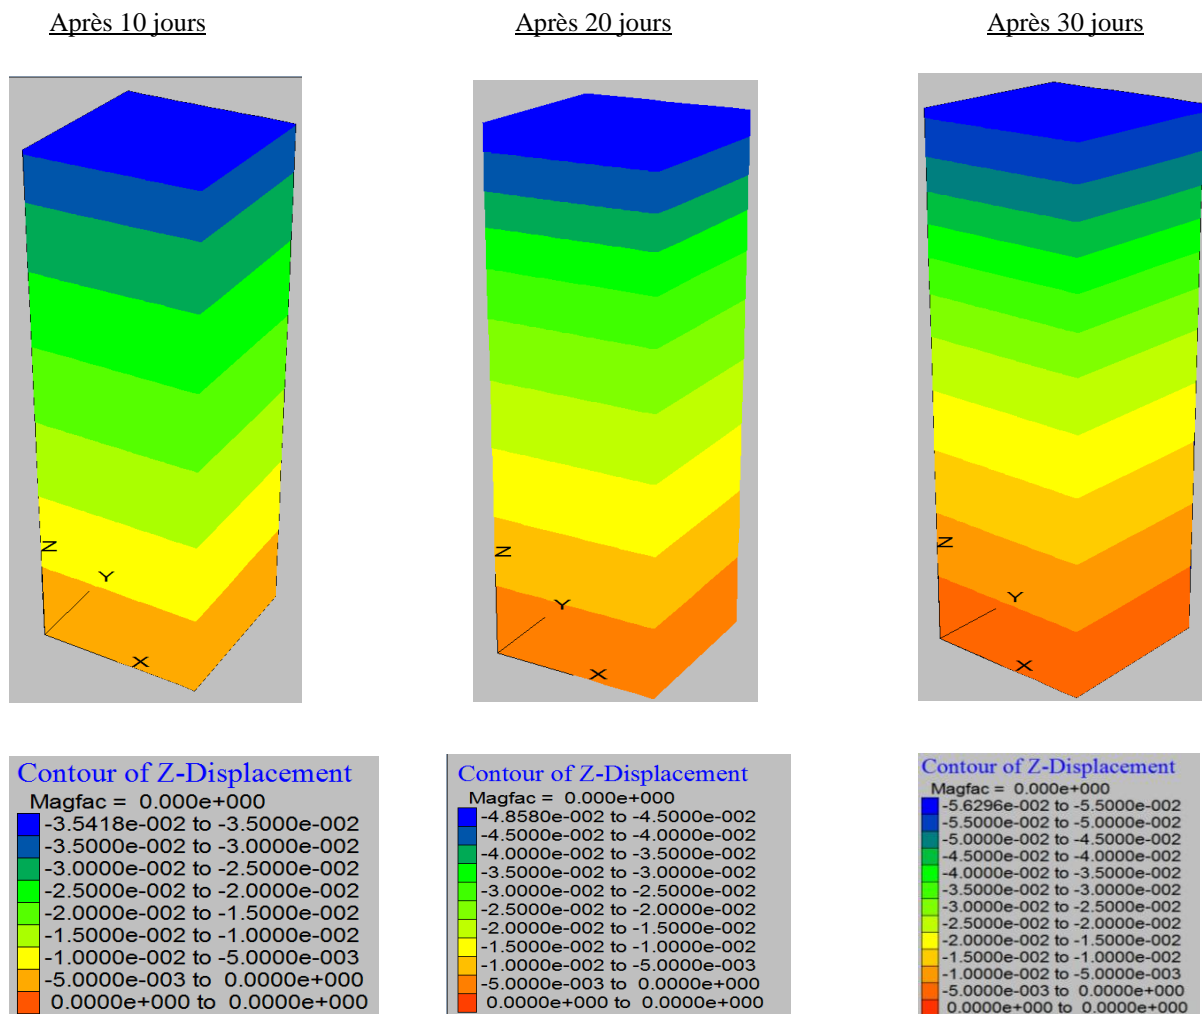 Après 10 jours
Après 20 jours
Après 30 jours
Z
Y
X
Z
Y
X
Z
Y
X
Contour of Z-Displacement
Magfac = 0.000e+000
-3.5418e-002 to -3.5000e-002
-3.5000e-002 to -3.0000e-002
-3.0000e-002 to -2.5000e-002
-2.5000e-002 to -2.0000e-002
-2.0000e-002 to -1.5000e-002
-1.5000e-002 to -1.0000e-002
-1.0000e-002 to -5.0000e-003
-5.0000e-003 to 0.0000e+000
0.0000e+000 to 0.0000e+000
Contour of Z-Displacement
Magfac = 0.000e+000
-4.8580e-002 to -4.5000e-002
-4.5000e-002 to -4.0000e-002
-4.0000e-002 to -3.5000e-002
-3.5000e-002 to -3.0000e-002
-3.0000e-002 to -2.5000e-002
-2.5000e-002 to -2.0000e-002
-2.0000e-002 to -1.5000e-002
-1.5000e-002 to -1.0000e-002
-1.0000e-002 to -5.0000e-003
-5.0000e-003 to 0.0000e+000
0.0000e+000 to 0.0000e+000
Contour of Z-Displacement
Magfac = 0.000e+000
-5.6296e-002 to -5.5000e-002
-5.5000e-002 to -5.0000e-002
-5.0000e-002 to -4.5000e-002
-4.5000e-002 to -4.0000e-002
-4.0000e-002 to -3.5000e-002
-3.5000e-002 to -3.0000e-002
-3.0000e-002 to -2.5000e-002
-2.5000e-002 to -2.0000e-002
-2.0000e-002 to -1.5000e-002
-1.5000e-002 to -1.0000e-002
-1.0000e-002 to -5.0000e-003
-5.0000e-003 to 0.0000e+000
0.0000e+000 to 0.0000e+000